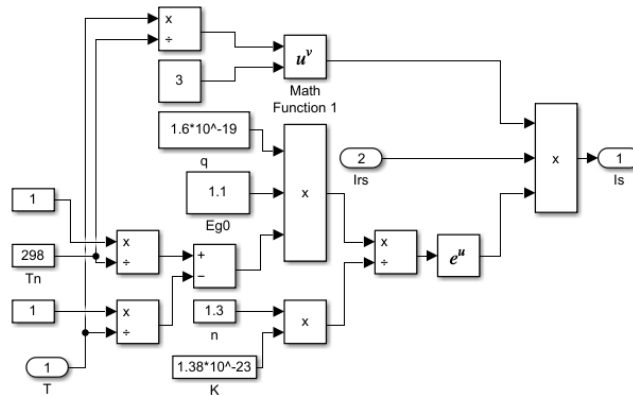 x
÷
3
u^v
Math
Function 1
1.6*10^-19
q
1.1
Eg0
x
2
Irs
x
1
Is
1
298
Tn
x
÷
+
−
x
÷
e^u
1
x
÷
1.3
n
x
1
T
1.38*10^-23
K